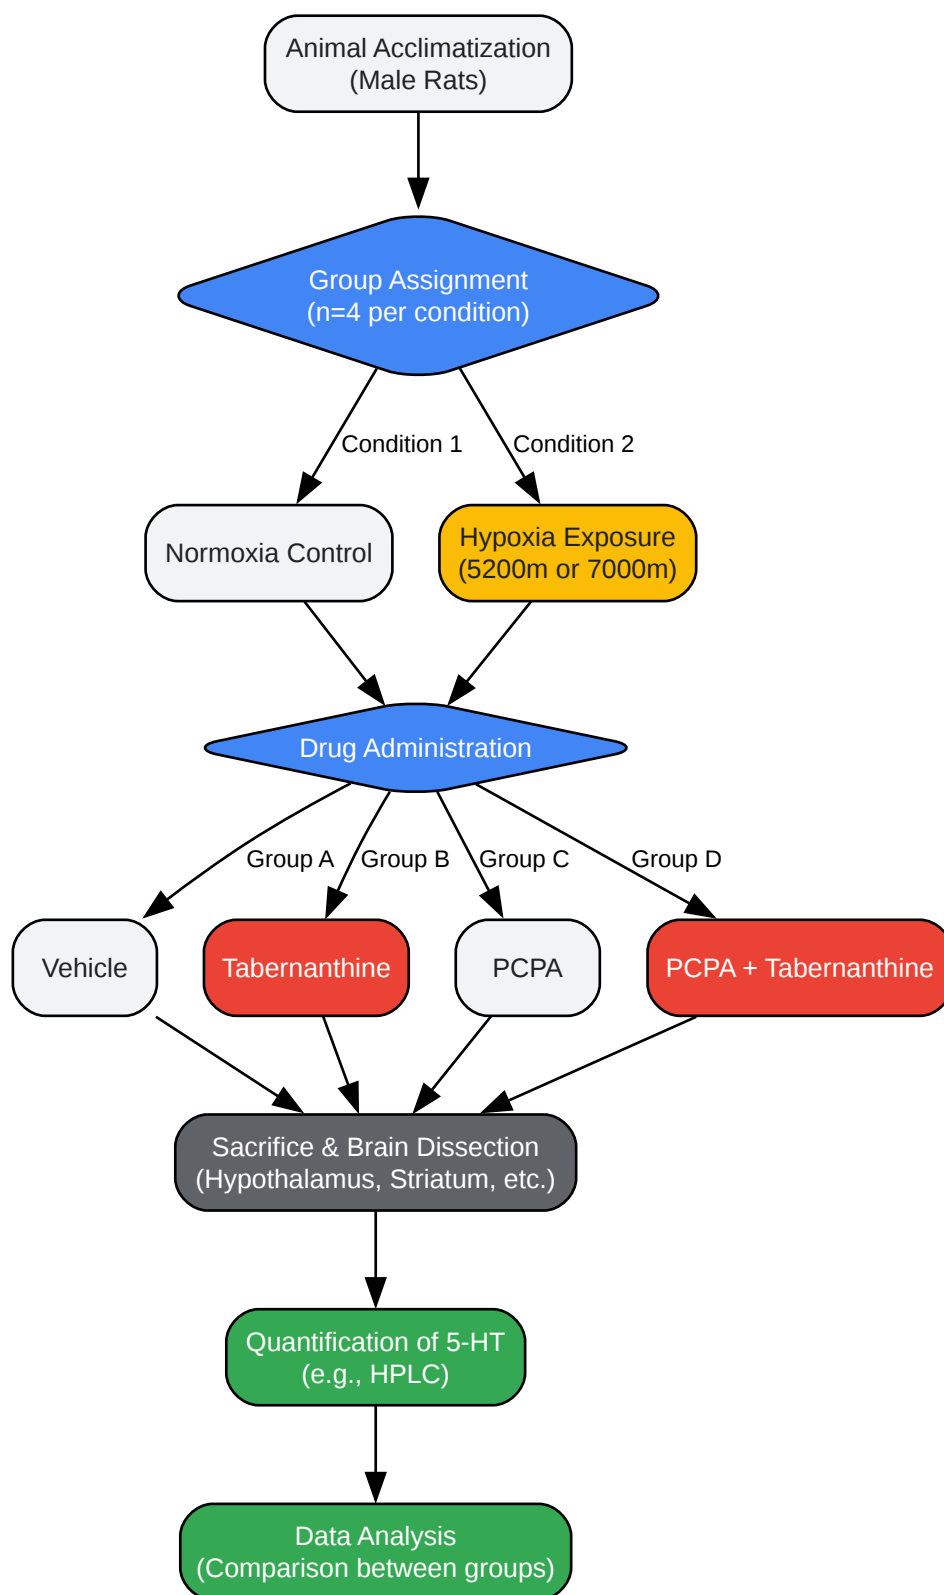 Animal Acclimatization
(Male Rats)
Group Assignment
(n=4 per condition)
Condition 1
Condition 2
Normoxia Control
Hypoxia Exposure
(5200m or 7000m)
Drug Administration
Group A
Group B
Group C
Group D
Vehicle
Tabernanthine
PCPA
PCPA + Tabernanthine
Sacrifice & Brain Dissection
(Hypothalamus, Striatum, etc.)
Quantification of 5-HT
(e.g., HPLC)
Data Analysis
(Comparison between groups)